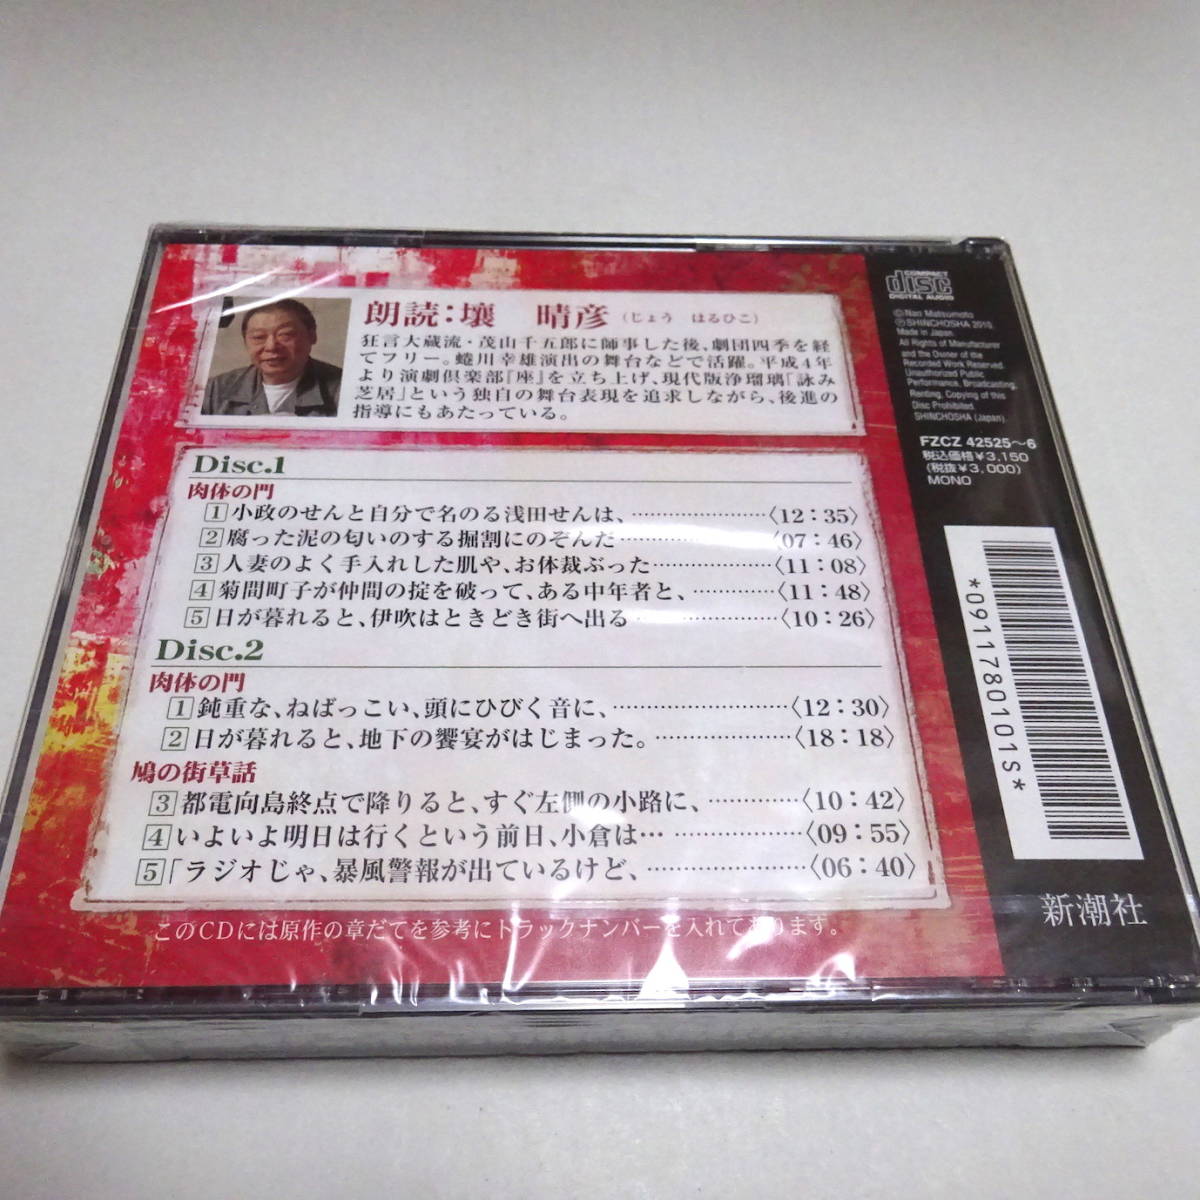 朗読：壤 晴彦（じょう はるひこ）
狂言大蔵流・茂山千五郎に師事した後、劇団四季を経
てフリー。蜷川幸雄演出の舞台などで活躍。平成4年
より演劇倶楽部『座』を立ち上げ、現代版浄瑠璃「詠み
芝居」という独自の舞台表現を追求しながら、後進の
指導にもあたっている。
Disc.1
肉体の門
1 小政のせんと自分で名のる浅田せんは、…………………〈12：35〉
2 腐った泥の匂いのする掘割にのぞんだ…………………〈07：46〉
3 人妻のよく手入れした肌や、お体裁ぶった………………〈11：08〉
4 菊間町子が仲間の掟を破って、ある中年者と、…………〈11：48〉
5 日が暮れると、伊吹はときどき街へ出る…………………〈10：26〉
Disc.2
肉体の門
1 鈍重な、ねばっこい、頭にひびく音に、……………………〈12：30〉
2 日が暮れると、地下の饗宴がはじまった。………………〈18：18〉
鳩の街草話
3 都電向島終点で降りると、すぐ左側の小路に、…………〈10：42〉
4 いよいよ明日は行くという前日、小倉は… ………………〈09：55〉
5 「ラジオじゃ、暴風警報が出ているけど、…………………〈06：40〉
このCDには原作の章だてを参考にトラックナンバーを入れております。
COMPACT
disc
DIGITAL AUDIO
©Nari Matsumoto
ⓅSHINCHOSHA 2010.
Made in Japan.
All Rights of Manufacturer
and the Owner of the
Recorded Work Reserved.
Unauthorized Public
Performance, Broadcasting,
Renting, Copying of this
Disc Prohibited.
SHINCHOSHA (Japan).
FZCZ 42525〜6
税込価格¥3,150
(税抜¥3,000)
MONO
*09117801101S*
新潮社